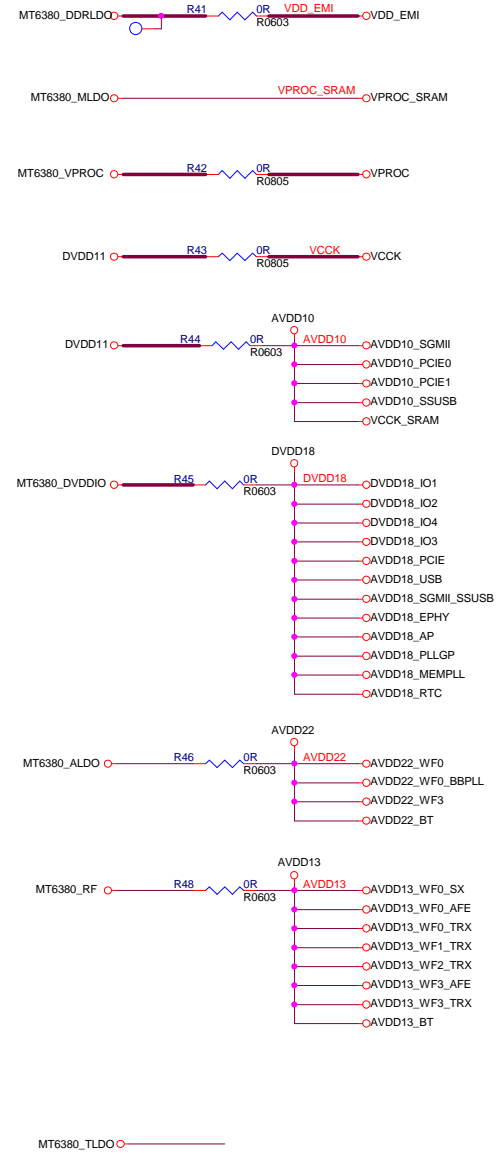 MT6380_DDRLDO R41 0R R0603 VDD_EMI VDD_EMI
MT6380_MLDO VPROC_SRAM VPROC_SRAM
MT6380_VPROC R42 0R R0805 VPROC
DVDD11 R43 0R R0805 VCCK VCCK
AVDD10
DVDD11 R44 0R R0603 AVDD10 AVDD10_SGMII
AVDD10_PCIE0
AVDD10_PCIE1
AVDD10_SSUSB
VCCK_SRAM
DVDD18
MT6380_DVDDIO R45 0R R0603 DVDD18 DVDD18_IO1
DVDD18_IO2
DVDD18_IO4
DVDD18_IO3
AVDD18_PCIE
AVDD18_USB
AVDD18_SGMII_SSUSB
AVDD18_EPHY
AVDD18_AP
AVDD18_PLLGP
AVDD18_MEMPLL
AVDD18_RTC
AVDD22
MT6380_ALDO R46 0R R0603 AVDD22 AVDD22_WF0
AVDD22_WF0_BBPLL
AVDD22_WF3
AVDD22_BT
AVDD13
MT6380_RF R48 0R R0603 AVDD13 AVDD13_WF0_SX
AVDD13_WF0_AFE
AVDD13_WF0_TRX
AVDD13_WF1_TRX
AVDD13_WF2_TRX
AVDD13_WF3_AFE
AVDD13_WF3_TRX
AVDD13_BT
MT6380_TLDO